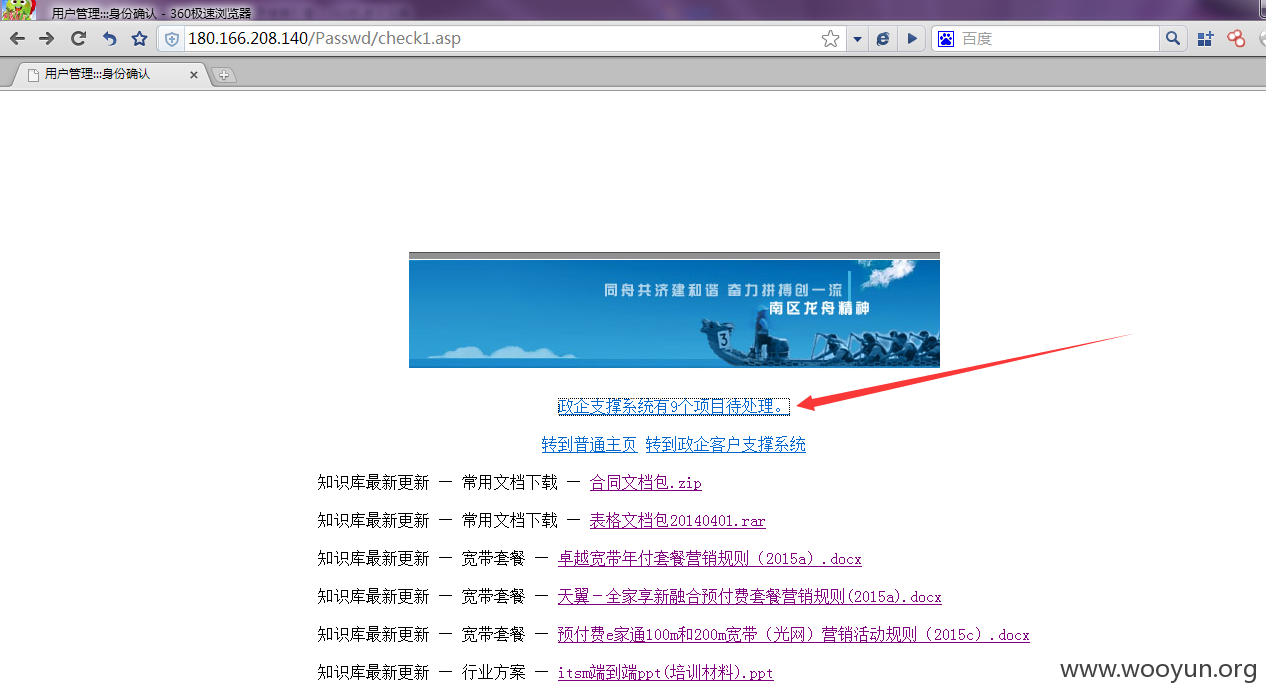 用户管理:::身份确认 - 360极速浏览器
180.166.208.140/Passwd/check1.asp
百度
用户管理:::身份确认
同舟共济建和谐 奋力拼搏创一流
南区龙舟精神
3
政企支撑系统有9个项目待处理。
转到普通主页 转到政企客户支撑系统
知识库最新更新 — 常用文档下载 — 合同文档包.zip
知识库最新更新 — 常用文档下载 — 表格文档包20140401.rar
知识库最新更新 — 宽带套餐 — 卓越宽带年付套餐营销规则（2015a）.docx
知识库最新更新 — 宽带套餐 — 天翼－全家享新融合预付费套餐营销规则(2015a).docx
知识库最新更新 — 宽带套餐 — 预付费e家通100m和200m宽带（光网）营销活动规则（2015c）.docx
知识库最新更新 — 行业方案 — itsm端到端ppt(培训材料).ppt
www.wooyun.org